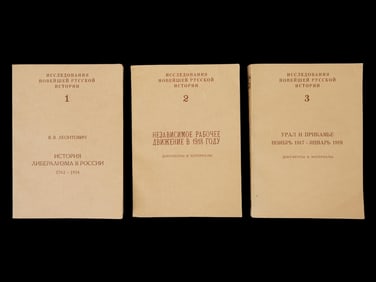 ИССЛЕДОВАНИЯ
НОВЕЙШЕЙ РУССКОЙ
ИСТОРИИ
1
В. В. ЛЕОНТОВИЧ
ИСТОРИЯ
ЛИБЕРАЛИЗМА В РОССИИ
1762 - 1914
ИССЛЕДОВАНИЯ
НОВЕЙШЕЙ РУССКОЙ
ИСТОРИИ
2
НЕЗАВИСИМОЕ РАБОЧЕЕ
ДВИЖЕНИЕ В 1918 ГОДУ
ДОКУМЕНТЫ И МАТЕРИАЛЫ
ИССЛЕДОВАНИЯ
НОВЕЙШЕЙ РУССКОЙ
ИСТОРИИ
3
УРАЛ И ПРИКАМЬЕ
НОЯБРЬ 1917 - ЯНВАРЬ 1919
ДОКУМЕНТЫ И МАТЕРИАЛЫ